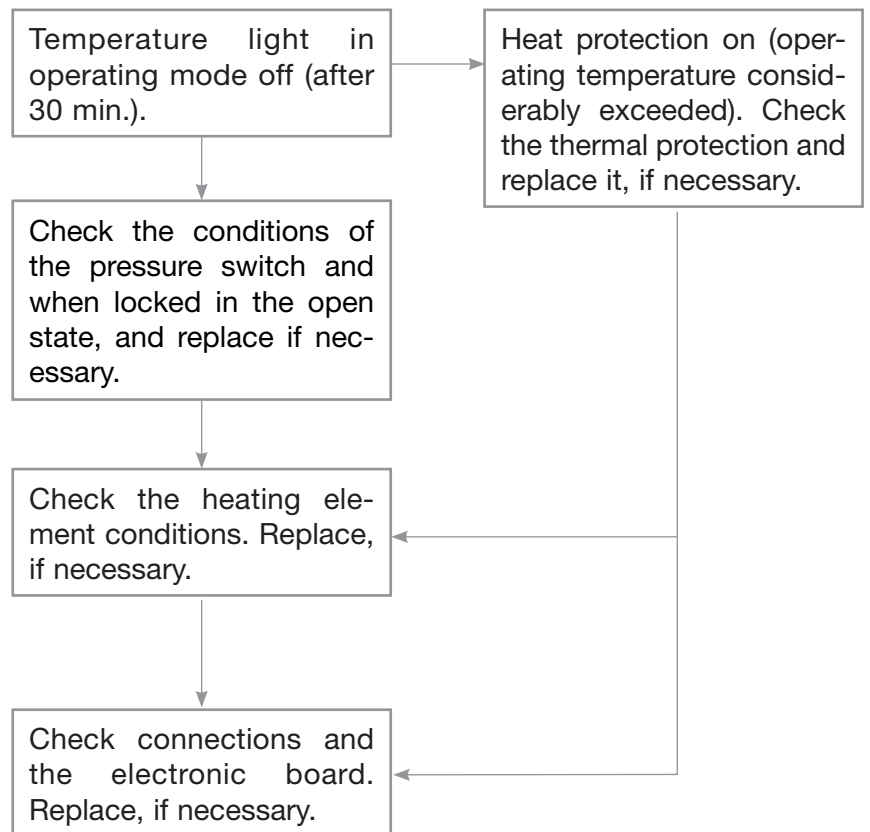 Temperature light in
operating mode off (after
30 min.).
Heat protection on (oper-
ating temperature consid-
erably exceeded). Check
the thermal protection and
replace it, if necessary.
Check the conditions of
the pressure switch and
when locked in the open
state, and replace if nec-
essary.
Check the heating ele-
ment conditions. Replace,
if necessary.
Check connections and
the electronic board.
Replace, if necessary.